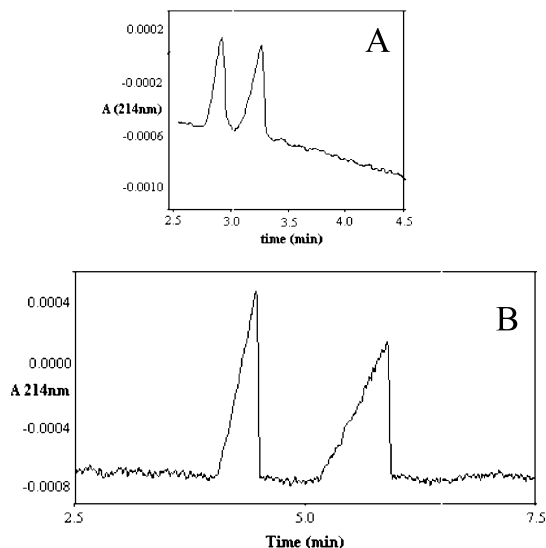 A
0.0002
-0.0002
A (214nm)
-0.0006
-0.0010
2.5 3.0 3.5 4.0 4.5
time (min)
B
0.0004
0.0000
A 214nm
-0.0004
-0.0008
2.5 5.0 7.5
Time (min)